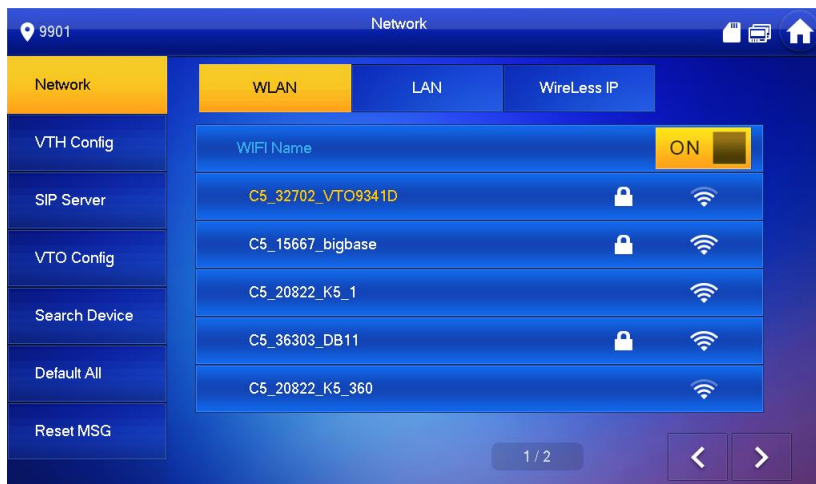 9901
Network
Network
WLAN
LAN
WireLess IP
VTH Config
WIFI Name
ON
SIP Server
C5_32702_VTO9341D
VTO Config
C5_15667_bigbase
Search Device
C5_20822_K5_1
C5_36303_DB11
Default All
C5_20822_K5_360
Reset MSG
1 / 2